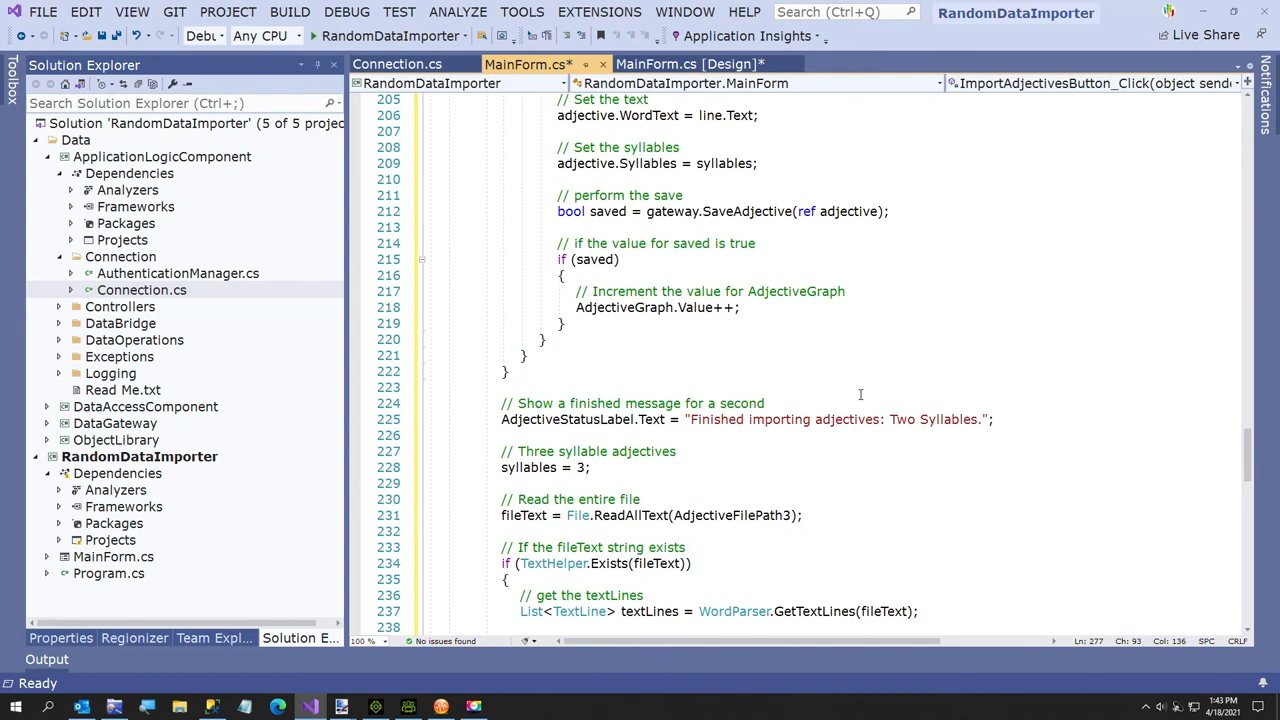 FILE EDIT VIEW GIT PROJECT BUILD DEBUG TEST ANALYZE TOOLS EXTENSIONS WINDOW HELP Search (Ctrl+Q) RandomDataImporter
Debu Any CPU RandomDataImporter Application Insights Live Share
Toolbox
Solution Explorer
Search Solution Explorer (Ctrl+;)
Solution 'RandomDataImporter' (5 of 5 projec
Data
ApplicationLogicComponent
Dependencies
Analyzers
Frameworks
Packages
Projects
Connection
AuthenticationManager.cs
Connection.cs
Controllers
DataBridge
DataOperations
Exceptions
Logging
Read Me.txt
DataAccessComponent
DataGateway
ObjectLibrary
RandomDataImporter
Dependencies
Analyzers
Frameworks
Packages
Projects
MainForm.cs
Program.cs
Properties Regionizer Team Expl... Solution E...
Connection.cs MainForm.cs* MainForm.cs [Design]*
RandomDataImporter RandomDataImporter.MainForm ImportAdjectivesButton_Click(object sende
205 // Set the text
206 adjective.WordText = line.Text;
207
208 // Set the syllables
209 adjective.Syllables = syllables;
210
211 // perform the save
212 bool saved = gateway.SaveAdjective(ref adjective);
213
214 // if the value for saved is true
215 if (saved)
216 {
217 // Increment the value for AdjectiveGraph
218 AdjectiveGraph.Value++;
219 }
220 }
221 }
222 }
223
224 // Show a finished message for a second
225 AdjectiveStatusLabel.Text = "Finished importing adjectives: Two Syllables.";
226
227 // Three syllable adjectives
228 syllables = 3;
229
230 // Read the entire file
231 fileText = File.ReadAllText(AdjectiveFilePath3);
232
233 // If the fileText string exists
234 if (TextHelper.Exists(fileText))
235 {
236 // get the textLines
237 List<TextLine> textLines = WordParser.GetTextLines(fileText);
238
100 % No issues found Ln: 277 Ch: 93 Col: 136 SPC CRLF
Notifications
Output
Ready
1:43 PM
4/18/2021